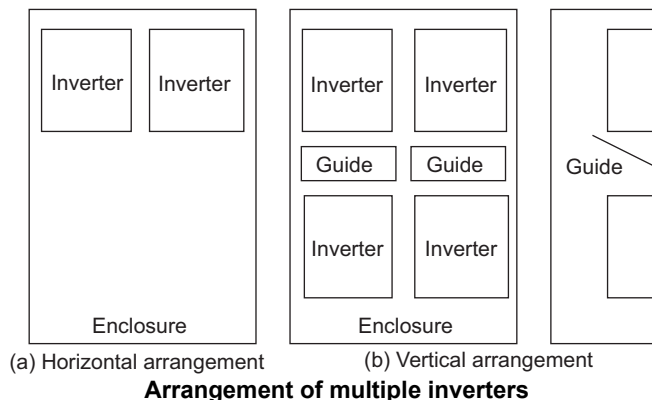 Inverter Inverter Inverter Inverter
Guide Guide Guide
Inverter Inverter
Enclosure Enclosure
(a) Horizontal arrangement (b) Vertical arrangement
Arrangement of multiple inverters